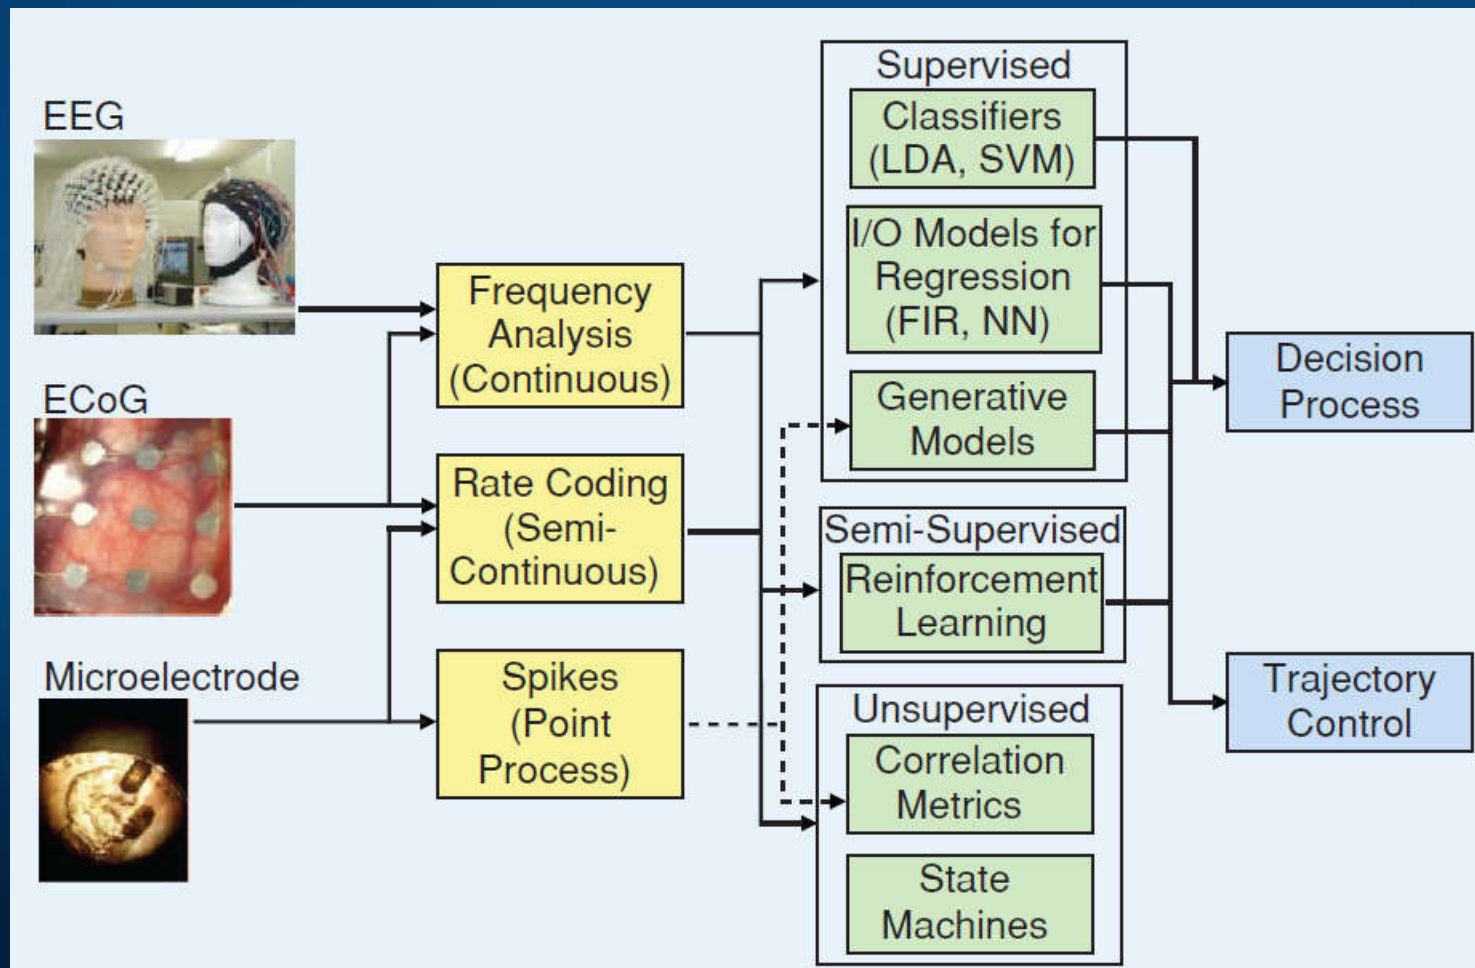 EEG
ECoG
Microelectrode
Frequency
Analysis
(Continuous)
Rate Coding
(Semi-
Continuous)
Spikes
(Point
Process)
Supervised
Classifiers
(LDA, SVM)
I/O Models for
Regression
(FIR, NN)
Generative
Models
Semi-Supervised
Reinforcement
Learning
Unsupervised
Correlation
Metrics
State
Machines
Decision
Process
Trajectory
Control